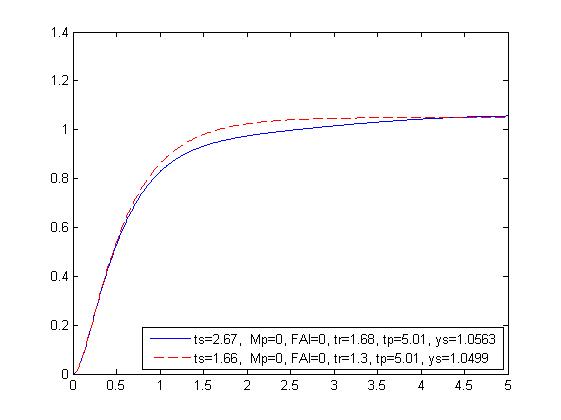 1.4
1.2
1
0.8
0.6
0.4
0.2
0
ts=2.67,  Mp=0, FAI=0, tr=1.68, tp=5.01, ys=1.0563
ts=1.66,  Mp=0, FAI=0, tr=1.3, tp=5.01, ys=1.0499
0 0.5 1 1.5 2 2.5 3 3.5 4 4.5 5